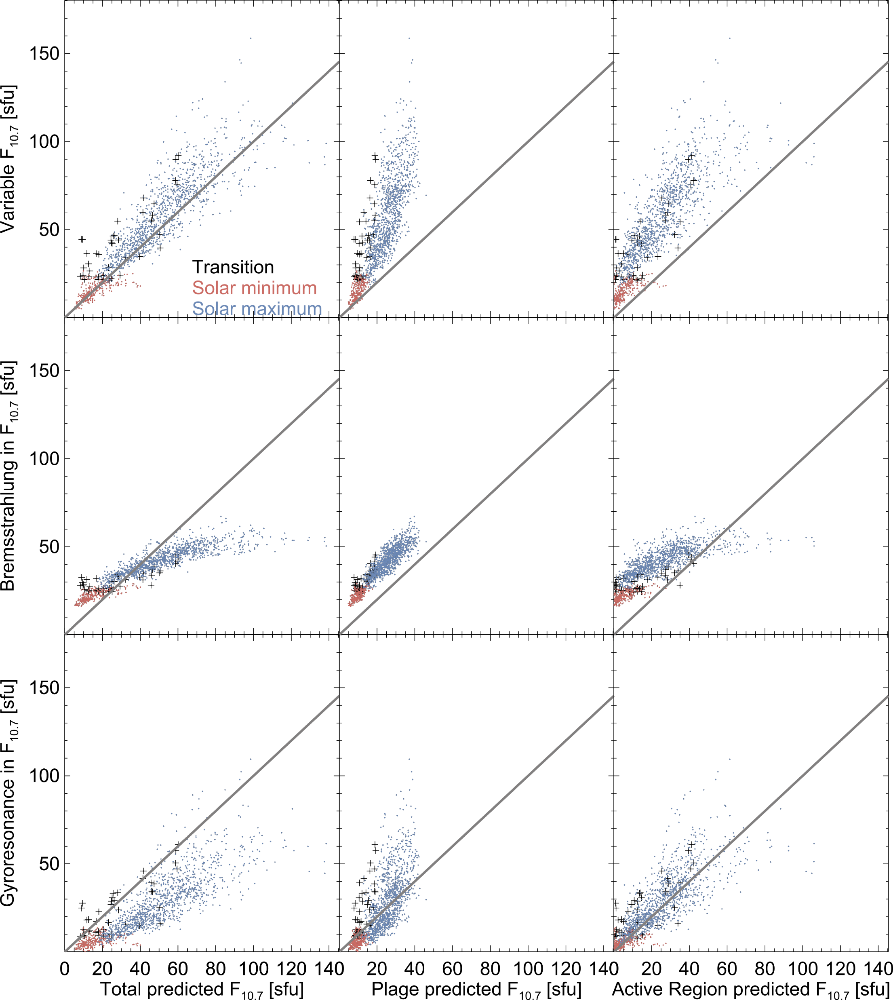 Variable F10.7 [sfu]
150
100
50
Transition
Solar minimum
Solar maximum
Bremsstrahlung in F10.7 [sfu]
150
100
50
Gyroresonance in F10.7 [sfu]
150
100
50
0 20 40 60 80 100 120 140 20 40 60 80 100 120 140 20 40 60 80 100 120 140
Total predicted F10.7 [sfu] Plage predicted F10.7 [sfu] Active Region predicted F10.7 [sfu]